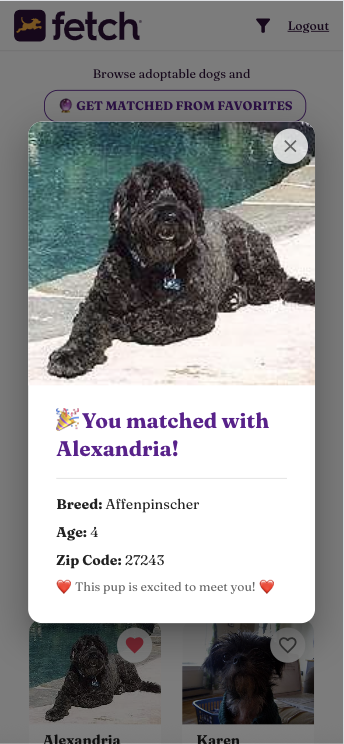 fetch
Logout
Browse adoptable dogs and
🔮 GET MATCHED FROM FAVORITES
🎉You matched with
Alexandria!
Breed: Affenpinscher
Age: 4
Zip Code: 27243
❤️ This pup is excited to meet you! ❤️
Alexandria
Karen